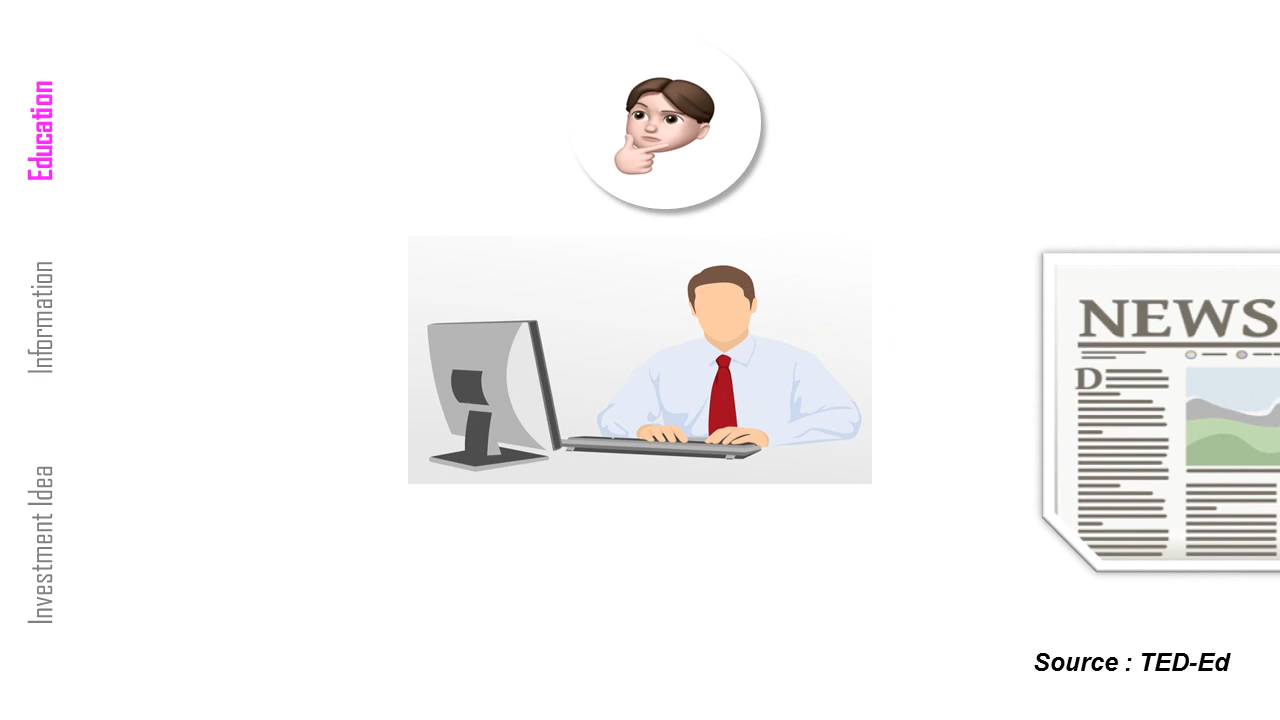 Education
Information
Investment Idea
NEWS
D
Source : TED-Ed